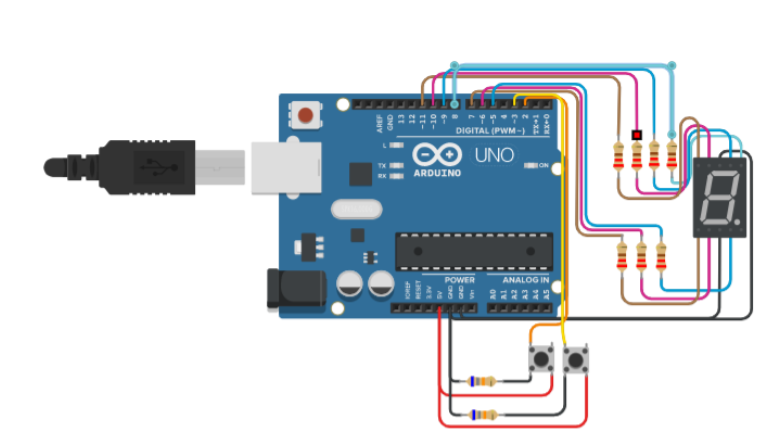 AREF
GND
13
12
~11
~10
~9
8
7
~6
~5
4
~3
2
TX→1
RX←0
DIGITAL (PWM~)
L
TX
RX
UNO
ARDUINO
ON
POWER
ANALOG IN
IOREF
RESET
3.3V
5V
GND
GND
Vin
A0
A1
A2
A3
A4
A5